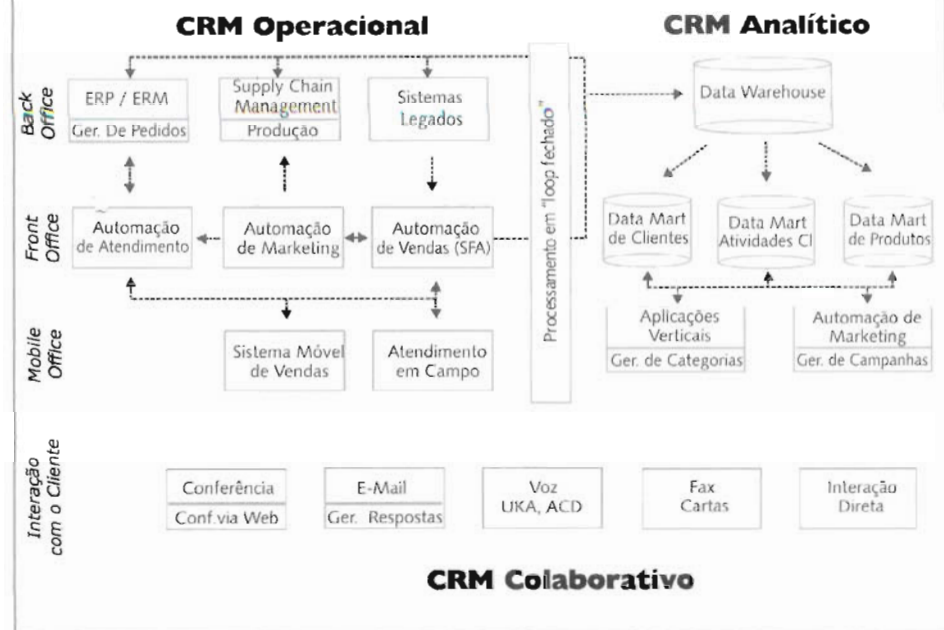 CRM Operacional
CRM Analítico
Back
Office
ERP / ERM
Ger. De Pedidos
Supply Chain
Management
Produção
Sistemas
Legados
Processamento em "loop fechado"
Data Warehouse
Front
Office
Automação
de Atendimento
Automação
de Marketing
Automação
de Vendas (SFA)
Data Mart
de Clientes
Data Mart
Atividades CI
Data Mart
de Produtos
Mobile
Office
Sistema Móvel
de Vendas
Atendimento
em Campo
Aplicações
Verticais
Ger. de Categorias
Automação de
Marketing
Ger. de Campanhas
Interação
com o Cliente
Conferência
Conf.via Web
E-Mail
Ger. Respostas
Voz
UKA, ACD
Fax
Cartas
Interação
Direta
CRM Colaborativo